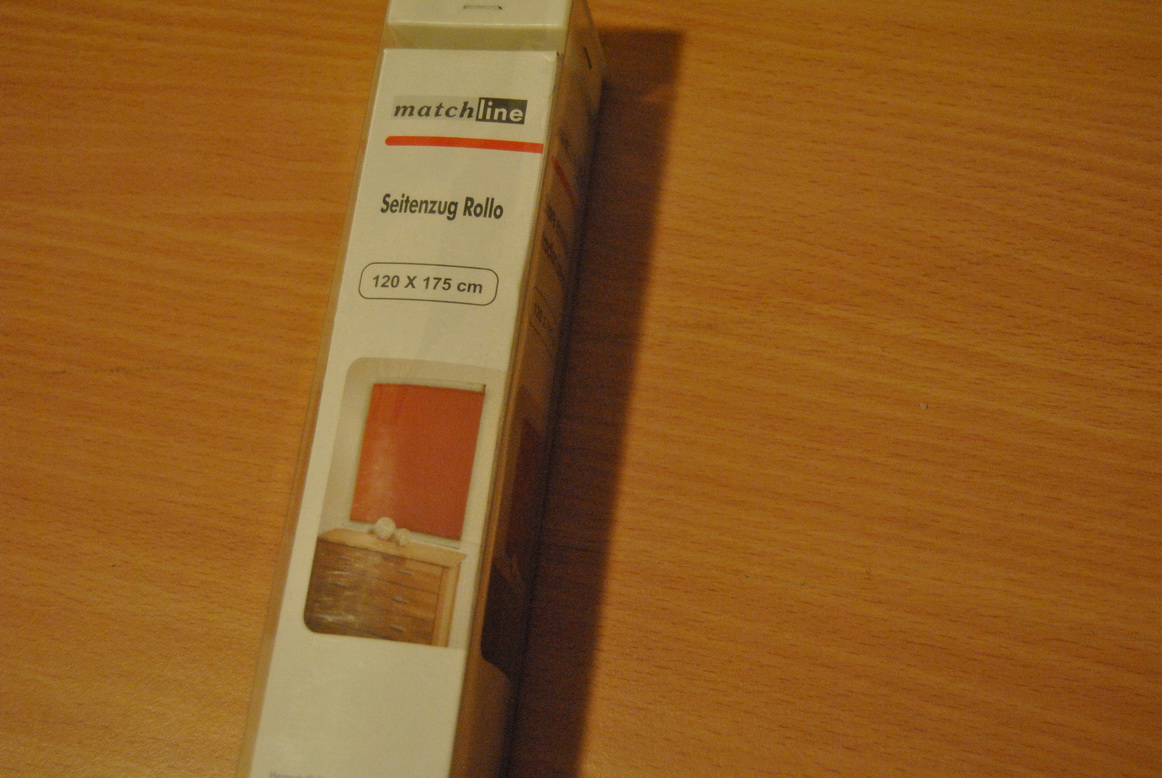 matchline
Seitenzug Rollo
120 X 175 cm